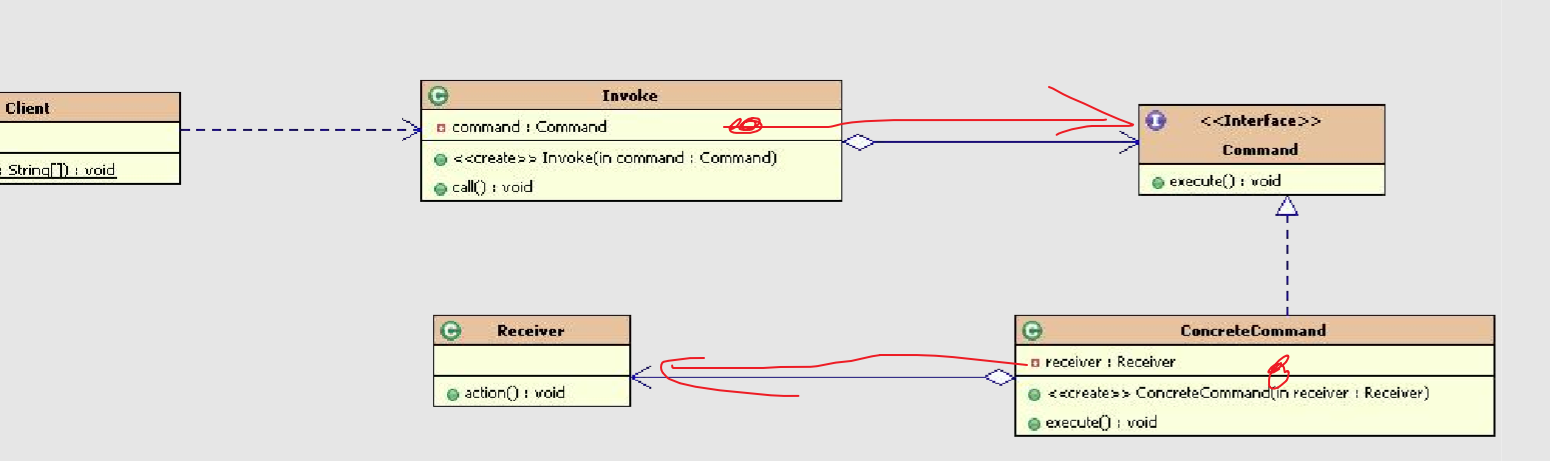 Client
: String[]) : void
C
Invoke
command : Command
<<create>> Invoke(in command : Command)
call() : void
I
<<Interface>>
Command
execute() : void
C
Receiver
action() : void
C
ConcreteCommand
receiver : Receiver
<<create>> ConcreteCommand(in receiver : Receiver)
execute() : void